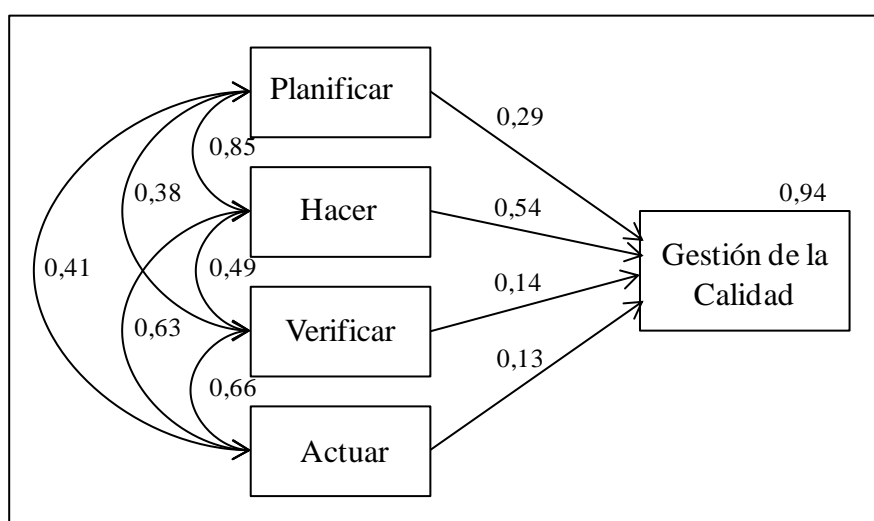 Planificar
0,29
0,85
0,38
Hacer
0,54
0,94
0,41
0,49
Gestión de la
Calidad
0,14
0,63
Verificar
0,66
0,13
Actuar